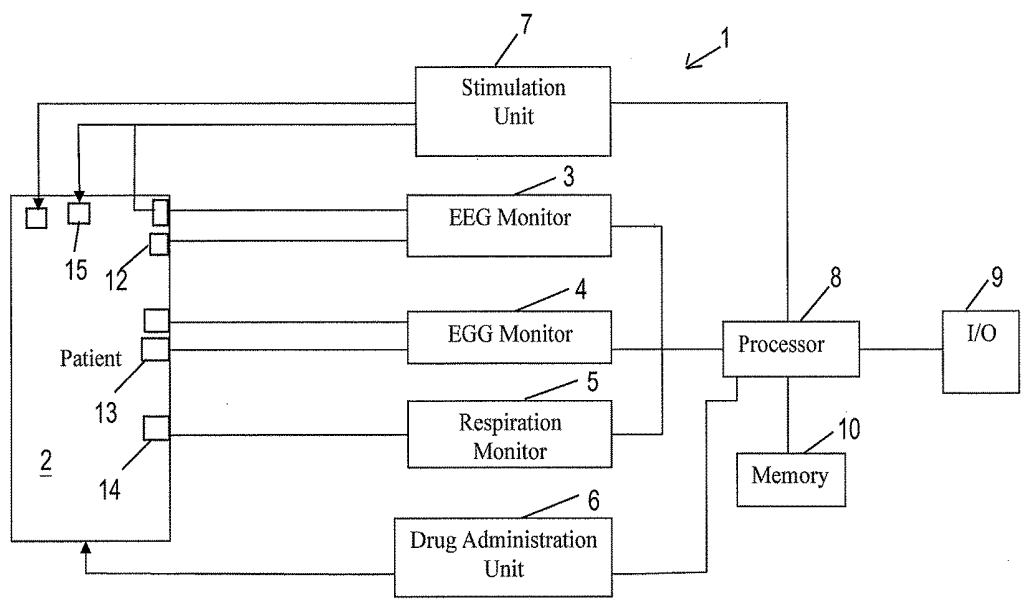 7
1
Stimulation
Unit
3
EEG Monitor
15
12
4
8
9
EGG Monitor
Processor
I/O
Patient
13
5
Respiration
Monitor
10
2
14
Memory
6
Drug Administration
Unit